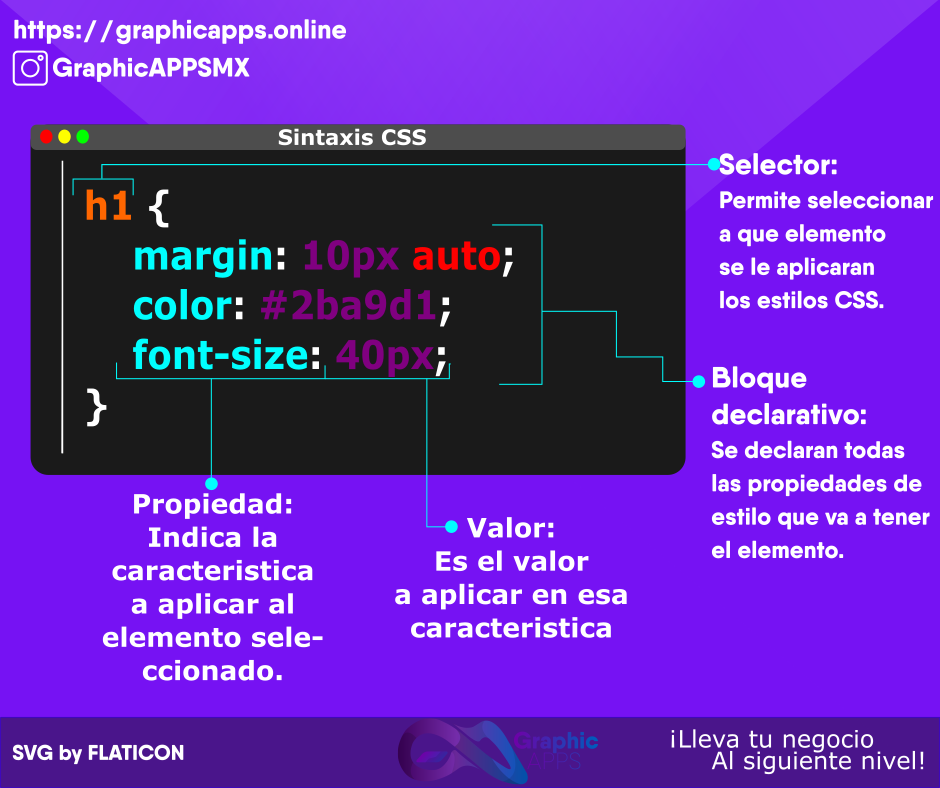 https://graphicapps.online
GraphicAPPSMX
Sintaxis CSS
h1 {
margin: 10px auto;
color: #2ba9d1;
font-size: 40px;
}
Selector:
Permite seleccionar
a que elemento
se le aplicaran
los estilos CSS.
Bloque
declarativo:
Se declaran todas
las propiedades de
estilo que va a tener
el elemento.
Propiedad:
Indica la
caracteristica
a aplicar al
elemento sele-
ccionado.
Valor:
Es el valor
a aplicar en esa
caracteristica
SVG by FLATICON
Graphic
APPS
¡Lleva tu negocio
Al siguiente nivel!